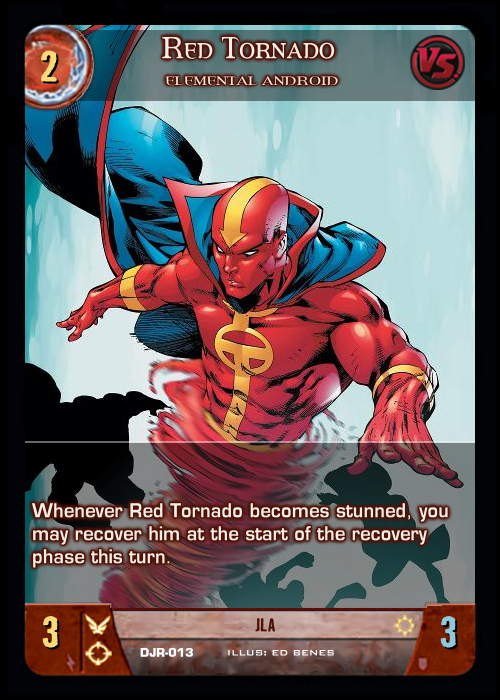 2
Red Tornado
VS
Elemental Android
Whenever Red Tornado becomes stunned, you
may recover him at the start of the recovery
phase this turn.
3
JLA
3
DJR-013 ILLUS: ED BENES